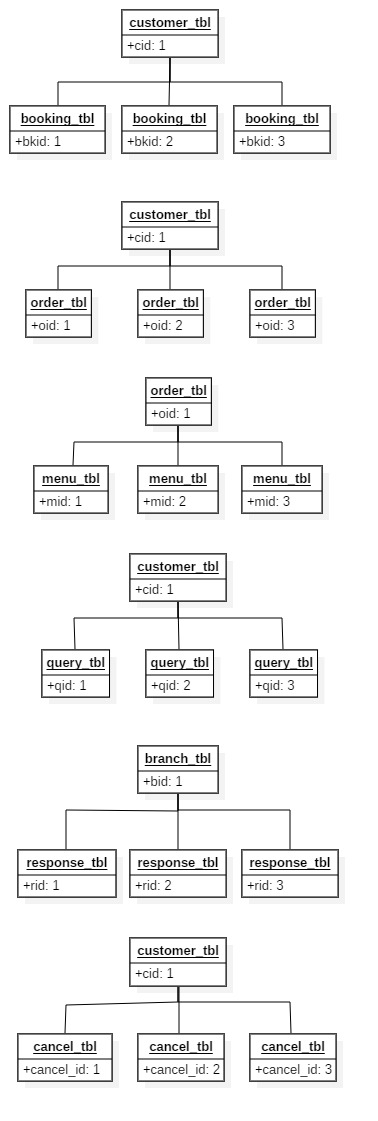 customer_tbl
+cid: 1
booking_tbl booking_tbl booking_tbl
+bkid: 1 +bkid: 2 +bkid: 3
customer_tbl
+cid: 1
order_tbl order_tbl order_tbl
+oid: 1 +oid: 2 +oid: 3
order_tbl
+oid: 1
menu_tbl menu_tbl menu_tbl
+mid: 1 +mid: 2 +mid: 3
customer_tbl
+cid: 1
query_tbl query_tbl query_tbl
+qid: 1 +qid: 2 +qid: 3
branch_tbl
+bid: 1
response_tbl response_tbl response_tbl
+rid: 1 +rid: 2 +rid: 3
customer_tbl
+cid: 1
cancel_tbl cancel_tbl cancel_tbl
+cancel_id: 1 +cancel_id: 2 +cancel_id: 3